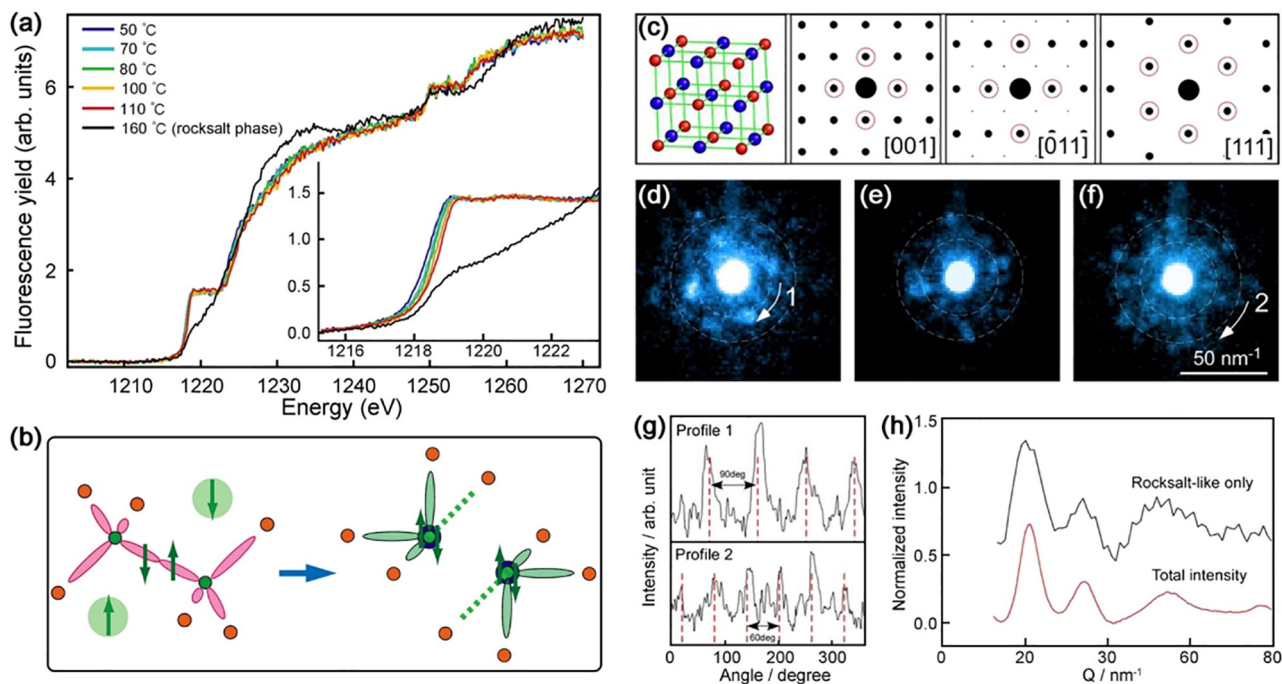 (a)
50 °C
70 °C
80 °C
100 °C
110 °C
160 °C (rocksalt phase)
Fluorescence yield (arb. units)
6
4
2
0
1.5
1.0
0.5
0.0
1216 1218 1220 1222
1210 1220 1230 1240 1250 1260 1270
Energy (eV)
(b)
(c)
[001]
[011]
[111]
(d)
1
(e)
(f)
2
50 nm⁻¹
(g)
Profile 1
90deg
Profile 2
60deg
Intensity / arb. unit
0 100 200 300
Angle / degree
(h)
Normalized intensity
1.5
1.0
0.5
0.0
Rocksalt-like only
Total intensity
20 40 60 80
Q / nm⁻¹